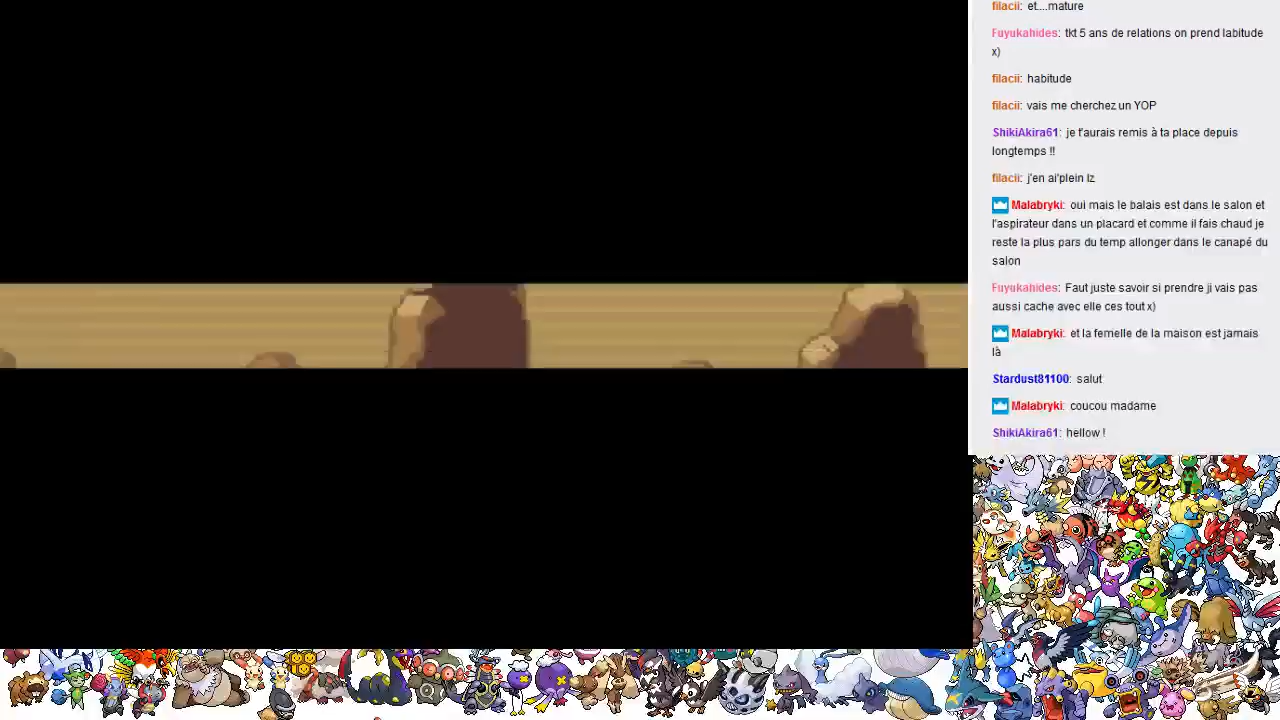 filacii: et....mature
Fuyukahides: tkt 5 ans de relations on prend labitude
x)
filacii: habitude
filacii: vais me cherchez un YOP
ShikiAkira61: je t'aurais remis à ta place depuis
longtemps !!
filacii: j'en ai'plein lz
Malabryki: oui mais le balais est dans le salon et
l'aspirateur dans un placard et comme il fais chaud je
reste la plus pars du temp allonger dans le canapé du
salon
Fuyukahides: Faut juste savoir si prendre ji vais pas
aussi cache avec elle ces tout x)
Malabryki: et la femelle de la maison est jamais
là
Stardust81100: salut
Malabryki: coucou madame
ShikiAkira61: hellow !